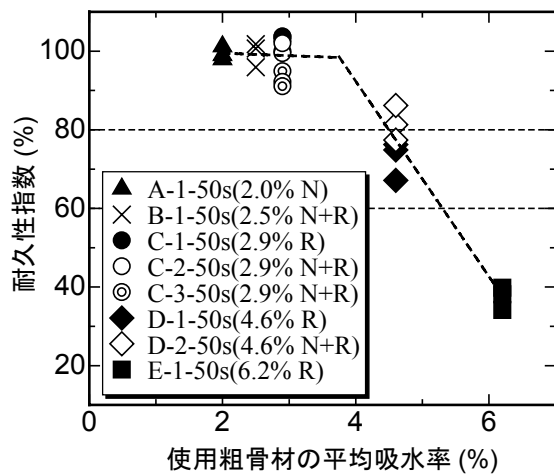 耐久性指数 (%)
100
80
60
40
20
A-1-50s(2.0% N)
B-1-50s(2.5% N+R)
C-1-50s(2.9% R)
C-2-50s(2.9% N+R)
C-3-50s(2.9% N+R)
D-1-50s(4.6% R)
D-2-50s(4.6% N+R)
E-1-50s(6.2% R)
0 2 4 6
使用粗骨材の平均吸水率 (%)